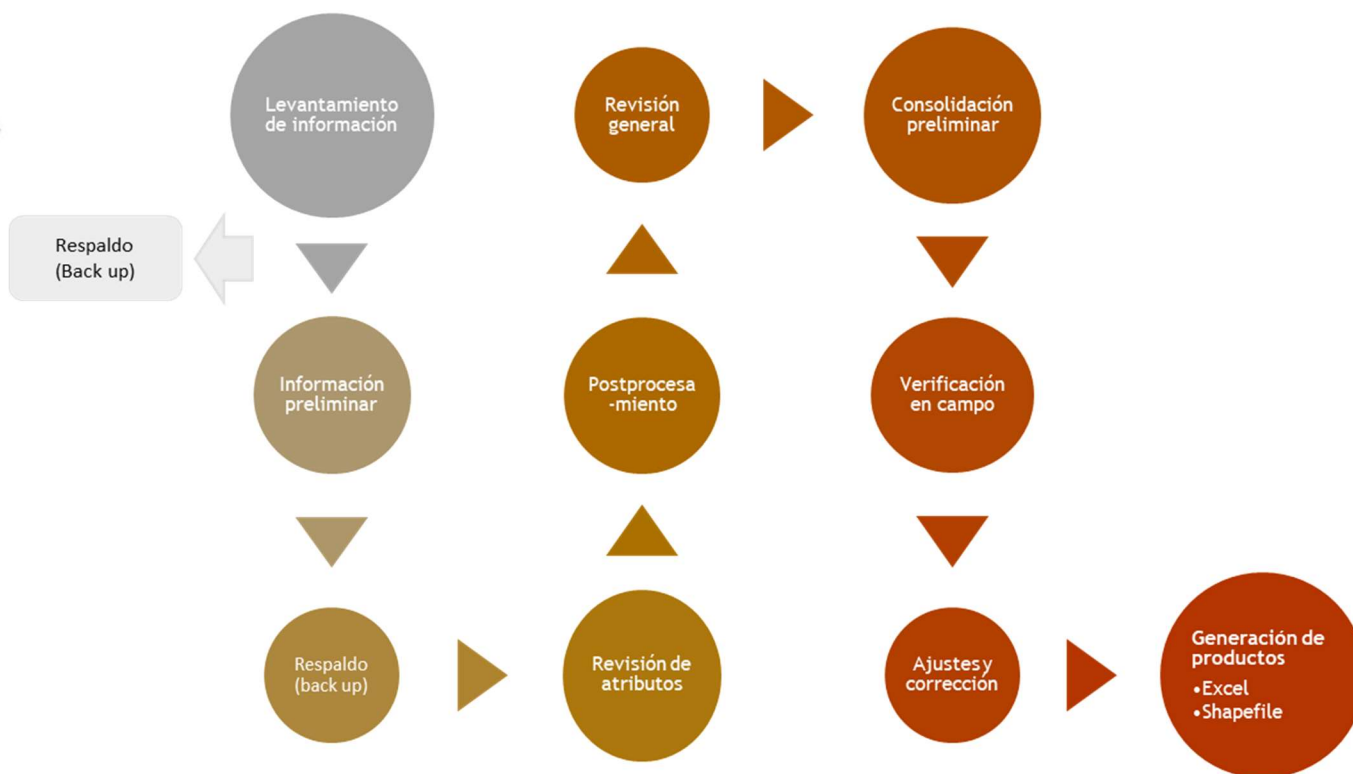 Levantamiento
de información
Respaldo
(Back up)
Información
preliminar
Respaldo
(back up)
Revisión de
atributos
Postprocesa
-miento
Revisión
general
Consolidación
preliminar
Verificación
en campo
Ajustes y
corrección
Generación de
productos
•Excel
•Shapefile